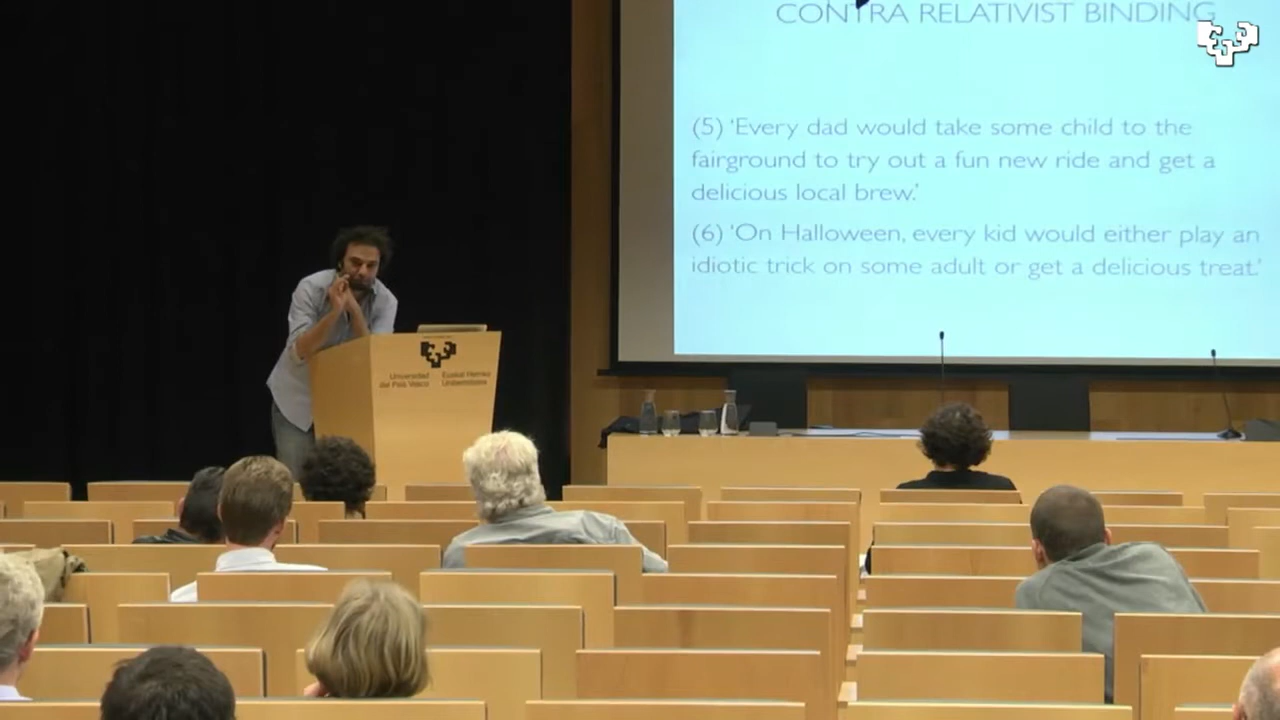 CONTRA RELATIVIST BINDING
(5) ‘Every dad would take some child to the
fairground to try out a fun new ride and get a
delicious local brew.’
(6) ‘On Halloween, every kid would either play an
idiotic trick on some adult or get a delicious treat.’
Universidad Euskal Herriko
del País Vasco Unibertsitatea